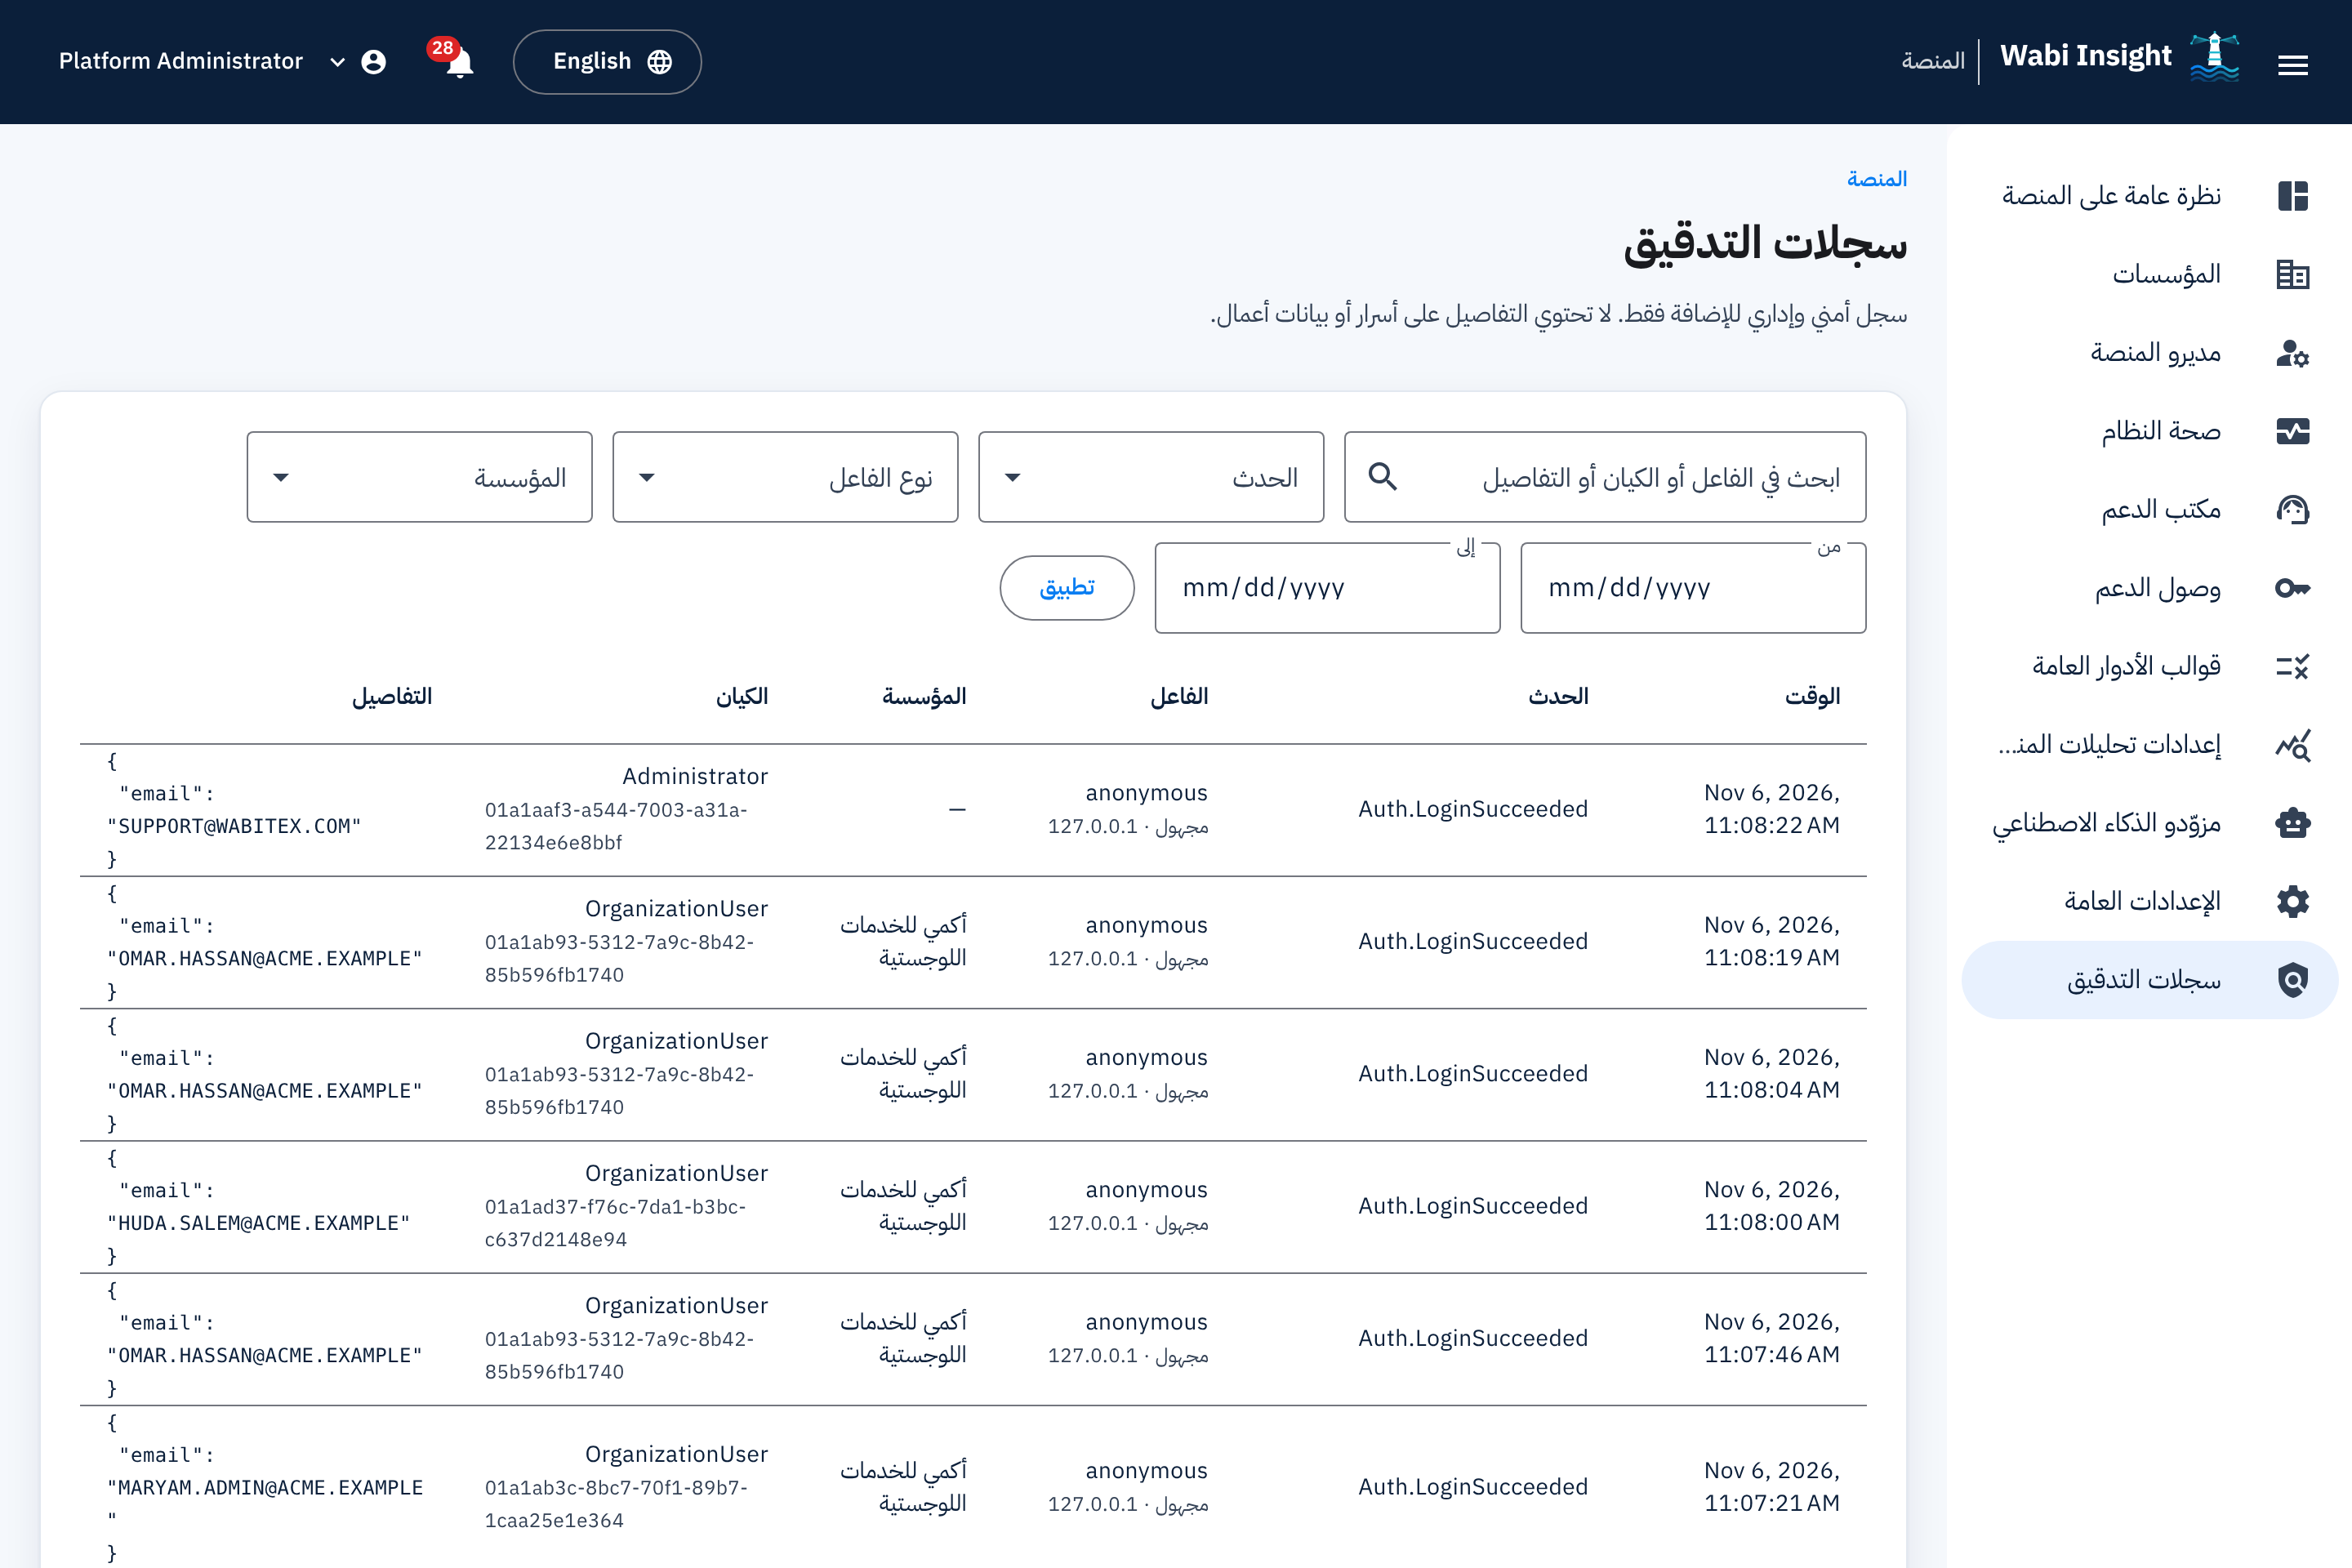 Wabi Insight
المنصة
English
28
Platform Administrator
نظرة عامة على المنصة
المؤسسات
مديرو المنصة
صحة النظام
مكتب الدعم
وصول الدعم
قوالب الأدوار العامة
إعدادات تحليلات المنـ...
مزوّدو الذكاء الاصطناعي
الإعدادات العامة
سجلات التدقيق
المنصة
سجلات التدقيق
سجل أمني وإداري للإضافة فقط. لا تحتوي التفاصيل على أسرار أو بيانات أعمال.
ابحث في الفاعل أو الكيان أو التفاصيل
الحدث
نوع الفاعل
المؤسسة
من
mm/dd/yyyy
إلى
mm/dd/yyyy
تطبيق
الوقت الحدث الفاعل المؤسسة الكيان التفاصيل
Nov 6, 2026,
11:08:22 AM
Auth.LoginSucceeded
anonymous
مجهول · 127.0.0.1
—
Administrator
01a1aaf3-a544-7003-a31a-
22134e6e8bbf
{
"email":
"SUPPORT@WABITEX.COM"
}
Nov 6, 2026,
11:08:19 AM
Auth.LoginSucceeded
anonymous
مجهول · 127.0.0.1
أكمي للخدمات
اللوجستية
OrganizationUser
01a1ab93-5312-7a9c-8b42-
85b596fb1740
{
"email":
"OMAR.HASSAN@ACME.EXAMPLE"
}
Nov 6, 2026,
11:08:04 AM
Auth.LoginSucceeded
anonymous
مجهول · 127.0.0.1
أكمي للخدمات
اللوجستية
OrganizationUser
01a1ab93-5312-7a9c-8b42-
85b596fb1740
{
"email":
"OMAR.HASSAN@ACME.EXAMPLE"
}
Nov 6, 2026,
11:08:00 AM
Auth.LoginSucceeded
anonymous
مجهول · 127.0.0.1
أكمي للخدمات
اللوجستية
OrganizationUser
01a1ad37-f76c-7da1-b3bc-
c637d2148e94
{
"email":
"HUDA.SALEM@ACME.EXAMPLE"
}
Nov 6, 2026,
11:07:46 AM
Auth.LoginSucceeded
anonymous
مجهول · 127.0.0.1
أكمي للخدمات
اللوجستية
OrganizationUser
01a1ab93-5312-7a9c-8b42-
85b596fb1740
{
"email":
"OMAR.HASSAN@ACME.EXAMPLE"
}
Nov 6, 2026,
11:07:21 AM
Auth.LoginSucceeded
anonymous
مجهول · 127.0.0.1
أكمي للخدمات
اللوجستية
OrganizationUser
01a1ab3c-8bc7-70f1-89b7-
1caa25e1e364
{
"email":
"MARYAM.ADMIN@ACME.EXAMPLE
"
}